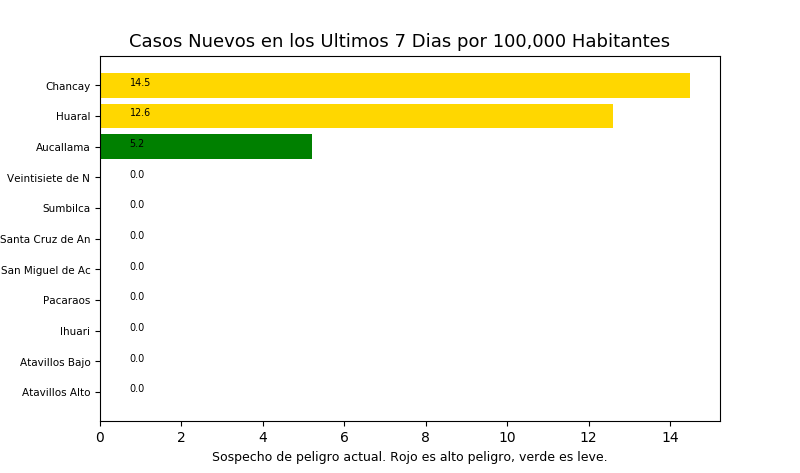 Casos Nuevos en los Ultimos 7 Dias por 100,000 Habitantes
Chancay 14.5
Huaral 12.6
Aucallama 5.2
Veintisiete de N 0.0
Sumbilca 0.0
Santa Cruz de An 0.0
San Miguel de Ac 0.0
Pacaraos 0.0
Ihuari 0.0
Atavillos Bajo 0.0
Atavillos Alto 0.0
0 2 4 6 8 10 12 14
Sospecho de peligro actual. Rojo es alto peligro, verde es leve.